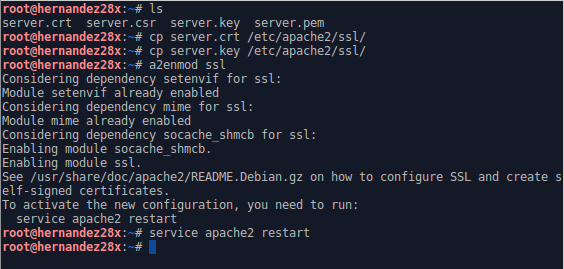 root@hernandez28x:~# ls
server.crt  server.csr  server.key  server.pem
root@hernandez28x:~# cp server.crt /etc/apache2/ssl/
root@hernandez28x:~# cp server.key /etc/apache2/ssl/
root@hernandez28x:~# a2enmod ssl
Considering dependency setenvif for ssl:
Module setenvif already enabled
Considering dependency mime for ssl:
Module mime already enabled
Considering dependency socache_shmcb for ssl:
Enabling module socache_shmcb.
Enabling module ssl.
See /usr/share/doc/apache2/README.Debian.gz on how to configure SSL and create s
elf-signed certificates.
To activate the new configuration, you need to run:
  service apache2 restart
root@hernandez28x:~# service apache2 restart
root@hernandez28x:~#